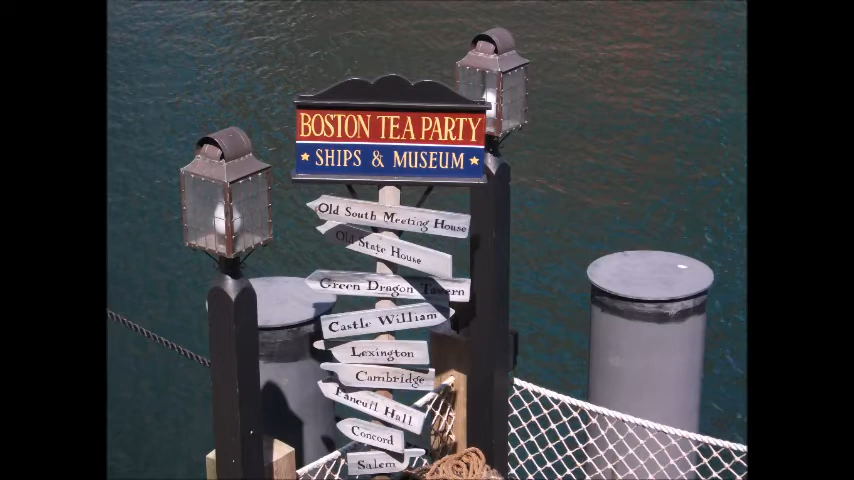 BOSTON TEA PARTY
SHIPS & MUSEUM
Old South Meeting House
Old State House
Green Dragon Tavern
Castle William
Lexington
Cambridge
Faneuil Hall
Concord
Salem